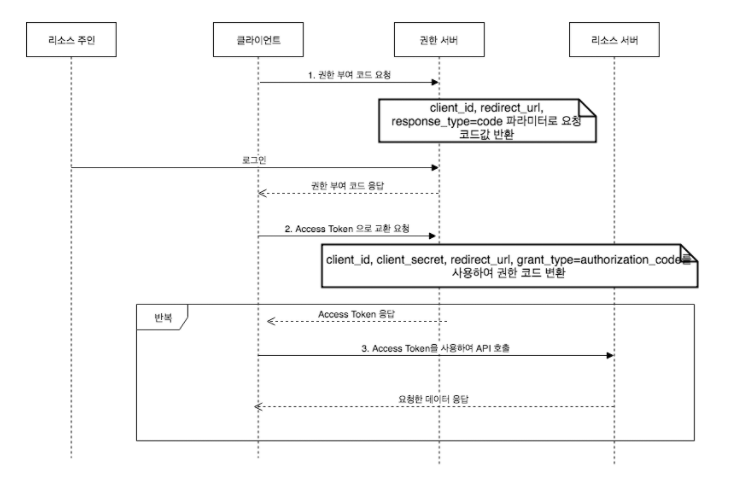 리소스 주인
클라이언트
권한 서버
리소스 서버
1. 권한 부여 코드 요청
client_id, redirect_url,
response_type=code 파라미터로 요청
코드값 반환
로그인
권한 부여 코드 응답
2. Access Token 으로 교환 요청
client_id, client_secret, redirect_url, grant_type=authorization_code를
사용하여 권한 코드 변환
반복
Access Token 응답
3. Access Token을 사용하여 API 호출
요청한 데이터 응답